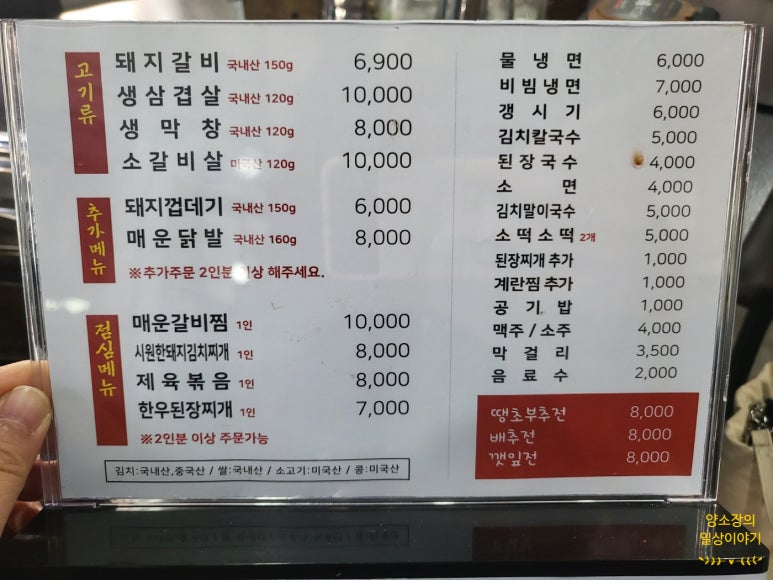 고기류
돼지갈비 국내산 150g 6,900
생삼겹살 국내산 120g 10,000
생막창 국내산 120g 8,000
소갈비살 미국산 120g 10,000
추가메뉴
돼지껍데기 국내산 150g 6,000
매운닭발 국내산 160g 8,000
※추가주문 2인분 이상 해주세요.
점심메뉴
매운갈비찜 1인 10,000
시원한돼지김치찌개 1인 8,000
제육볶음 1인 8,000
한우된장찌개 1인 7,000
※2인분 이상 주문가능
김치:국내산,중국산 / 쌀:국내산 / 소고기:미국산 / 콩:미국산
물냉면 6,000
비빔냉면 7,000
갱시기 6,000
김치칼국수 5,000
된장국수 4,000
소면 4,000
김치말이국수 5,000
소떡소떡 2개 5,000
된장찌개 추가 1,000
계란찜 추가 1,000
공기밥 1,000
맥주 / 소주 4,000
막걸리 3,500
음료수 2,000
땡초부추전 8,000
배추전 8,000
깻잎전 8,000
양소장의
일상이야기